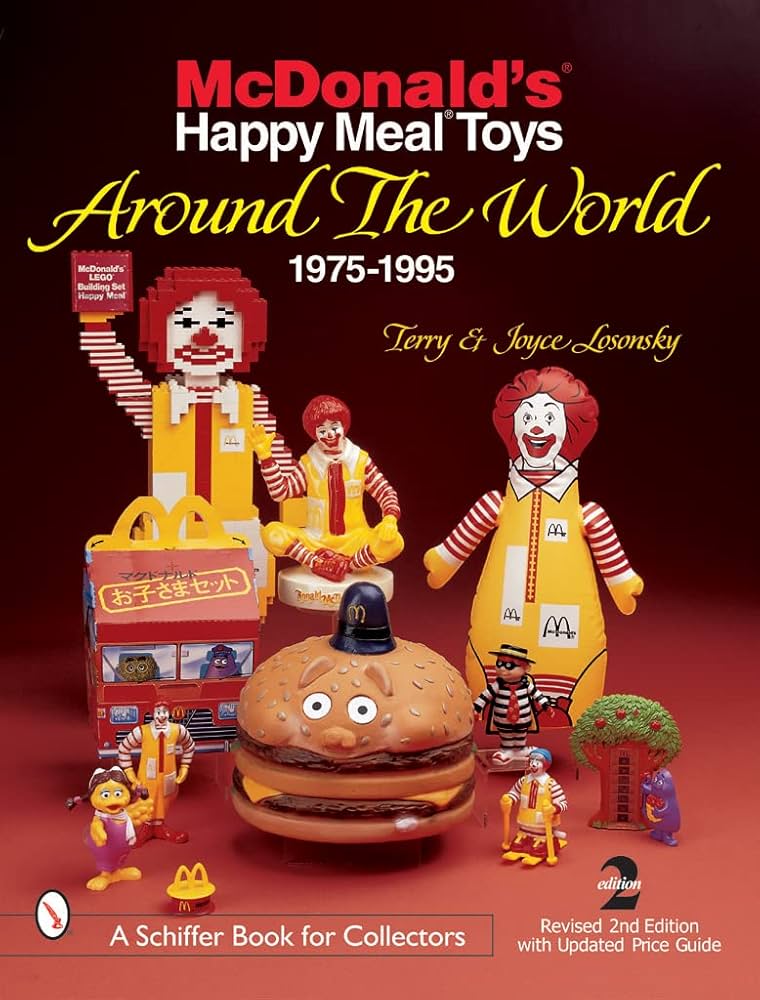 McDonald's®
Happy Meal® Toys
Around The World
1975-1995
Terry & Joyce Losonsky
McDonald's
LEGO
Building Set
Happy Meal
マクドナルド
お子さまセット
McDonald's
2
edition
Revised 2nd Edition
with Updated Price Guide
A Schiffer Book for Collectors